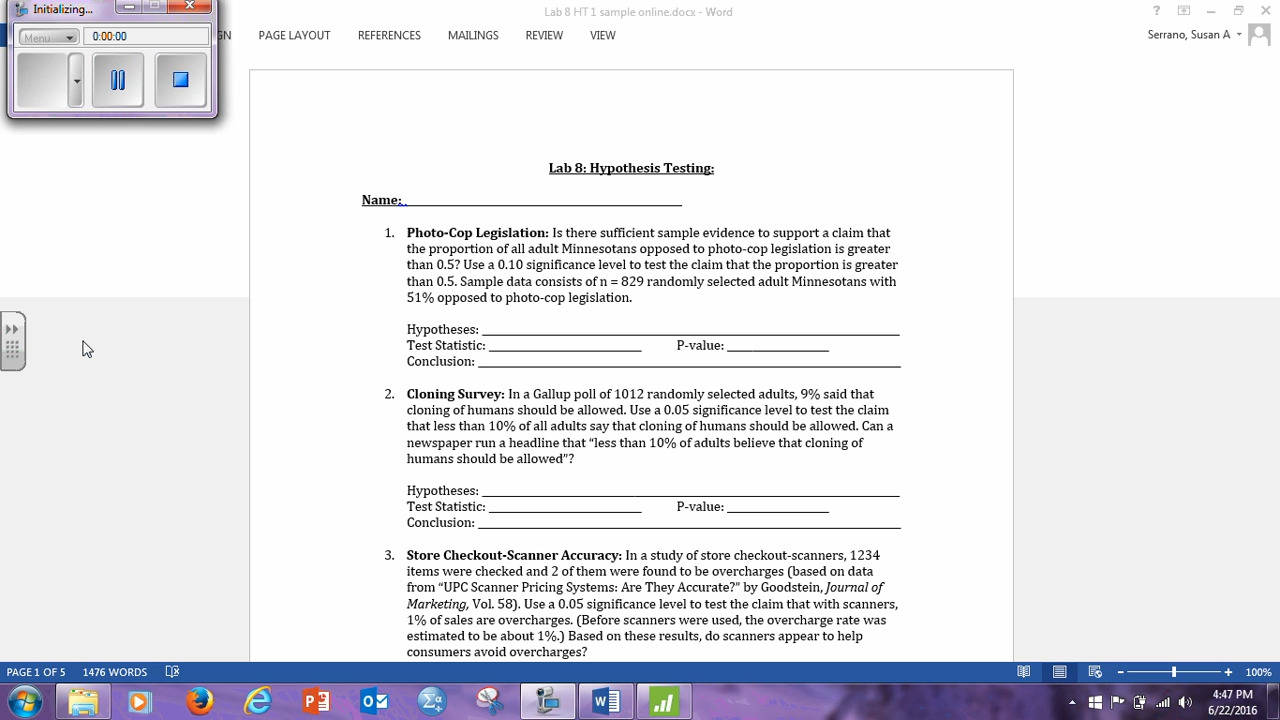 Initializing...
Lab 8 HT 1 sample online.docx - Word
?
Menu
0:00:00
GN PAGE LAYOUT REFERENCES MAILINGS REVIEW VIEW
Serrano, Susan A
Lab 8: Hypothesis Testing:
Name:
1. Photo-Cop Legislation: Is there sufficient sample evidence to support a claim that
the proportion of all adult Minnesotans opposed to photo-cop legislation is greater
than 0.5? Use a 0.10 significance level to test the claim that the proportion is greater
than 0.5. Sample data consists of n = 829 randomly selected adult Minnesotans with
51% opposed to photo-cop legislation.
Hypotheses:
Test Statistic: P-value:
Conclusion:
2. Cloning Survey: In a Gallup poll of 1012 randomly selected adults, 9% said that
cloning of humans should be allowed. Use a 0.05 significance level to test the claim
that less than 10% of all adults say that cloning of humans should be allowed. Can a
newspaper run a headline that “less than 10% of adults believe that cloning of
humans should be allowed”?
Hypotheses:
Test Statistic: P-value:
Conclusion:
3. Store Checkout-Scanner Accuracy: In a study of store checkout-scanners, 1234
items were checked and 2 of them were found to be overcharges (based on data
from “UPC Scanner Pricing Systems: Are They Accurate?” by Goodstein, Journal of
Marketing, Vol. 58). Use a 0.05 significance level to test the claim that with scanners,
1% of sales are overcharges. (Before scanners were used, the overcharge rate was
estimated to be about 1%.) Based on these results, do scanners appear to help
consumers avoid overcharges?
PAGE 1 OF 5 1476 WORDS 100%
4:47 PM
6/22/2016